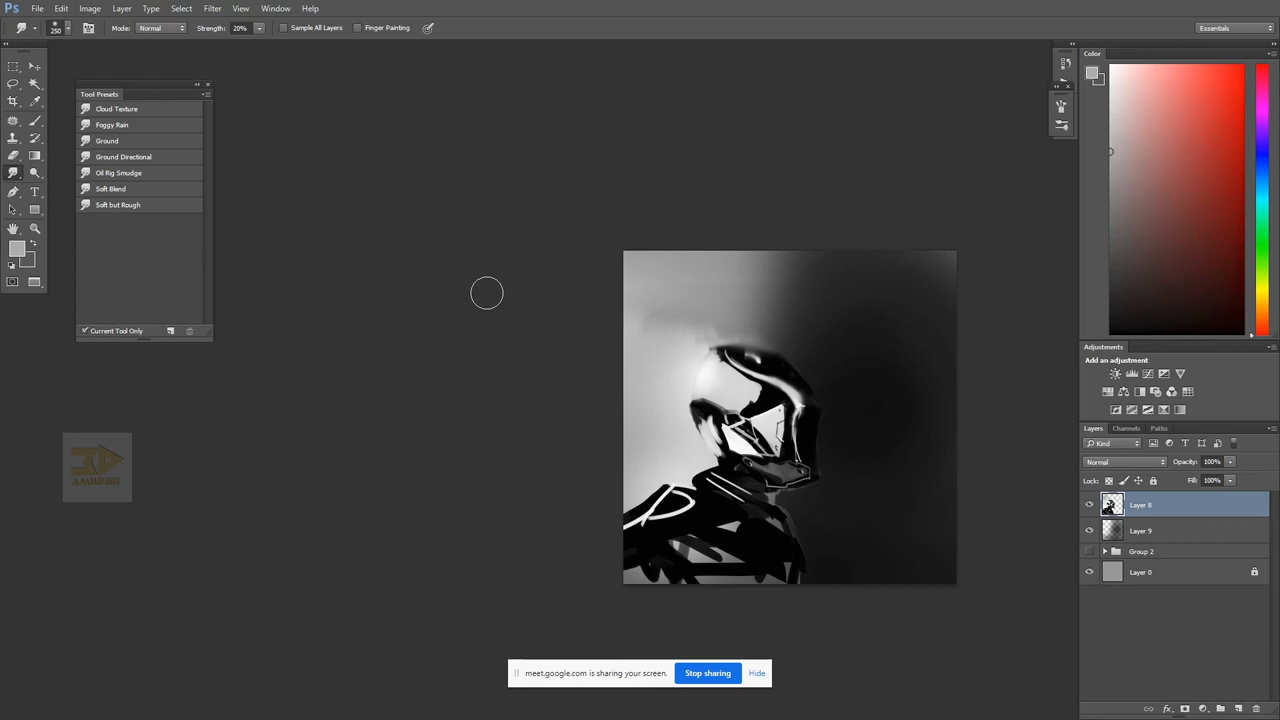 Ps File Edit Image Layer Type Select Filter View Window Help
250 Mode: Normal Strength: 20% Sample All Layers Finger Painting Essentials
Tool Presets
Cloud Texture
Foggy Rain
Ground
Ground Directional
Oil Rig Smudge
Soft Blend
Soft but Rough
Current Tool Only
Color
Adjustments
Add an adjustment
Layers Channels Paths
Kind
Normal Opacity: 100%
Lock: Fill: 100%
Layer 8
Layer 9
Group 2
Layer 0
meet.google.com is sharing your screen. Stop sharing Hide